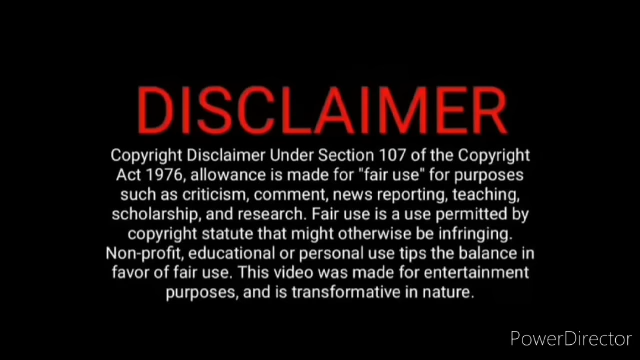 DISCLAIMER
Copyright Disclaimer Under Section 107 of the Copyright
Act 1976, allowance is made for "fair use" for purposes
such as criticism, comment, news reporting, teaching,
scholarship, and research. Fair use is a use permitted by
copyright statute that might otherwise be infringing.
Non-profit, educational or personal use tips the balance in
favor of fair use. This video was made for entertainment
purposes, and is transformative in nature.
PowerDirector